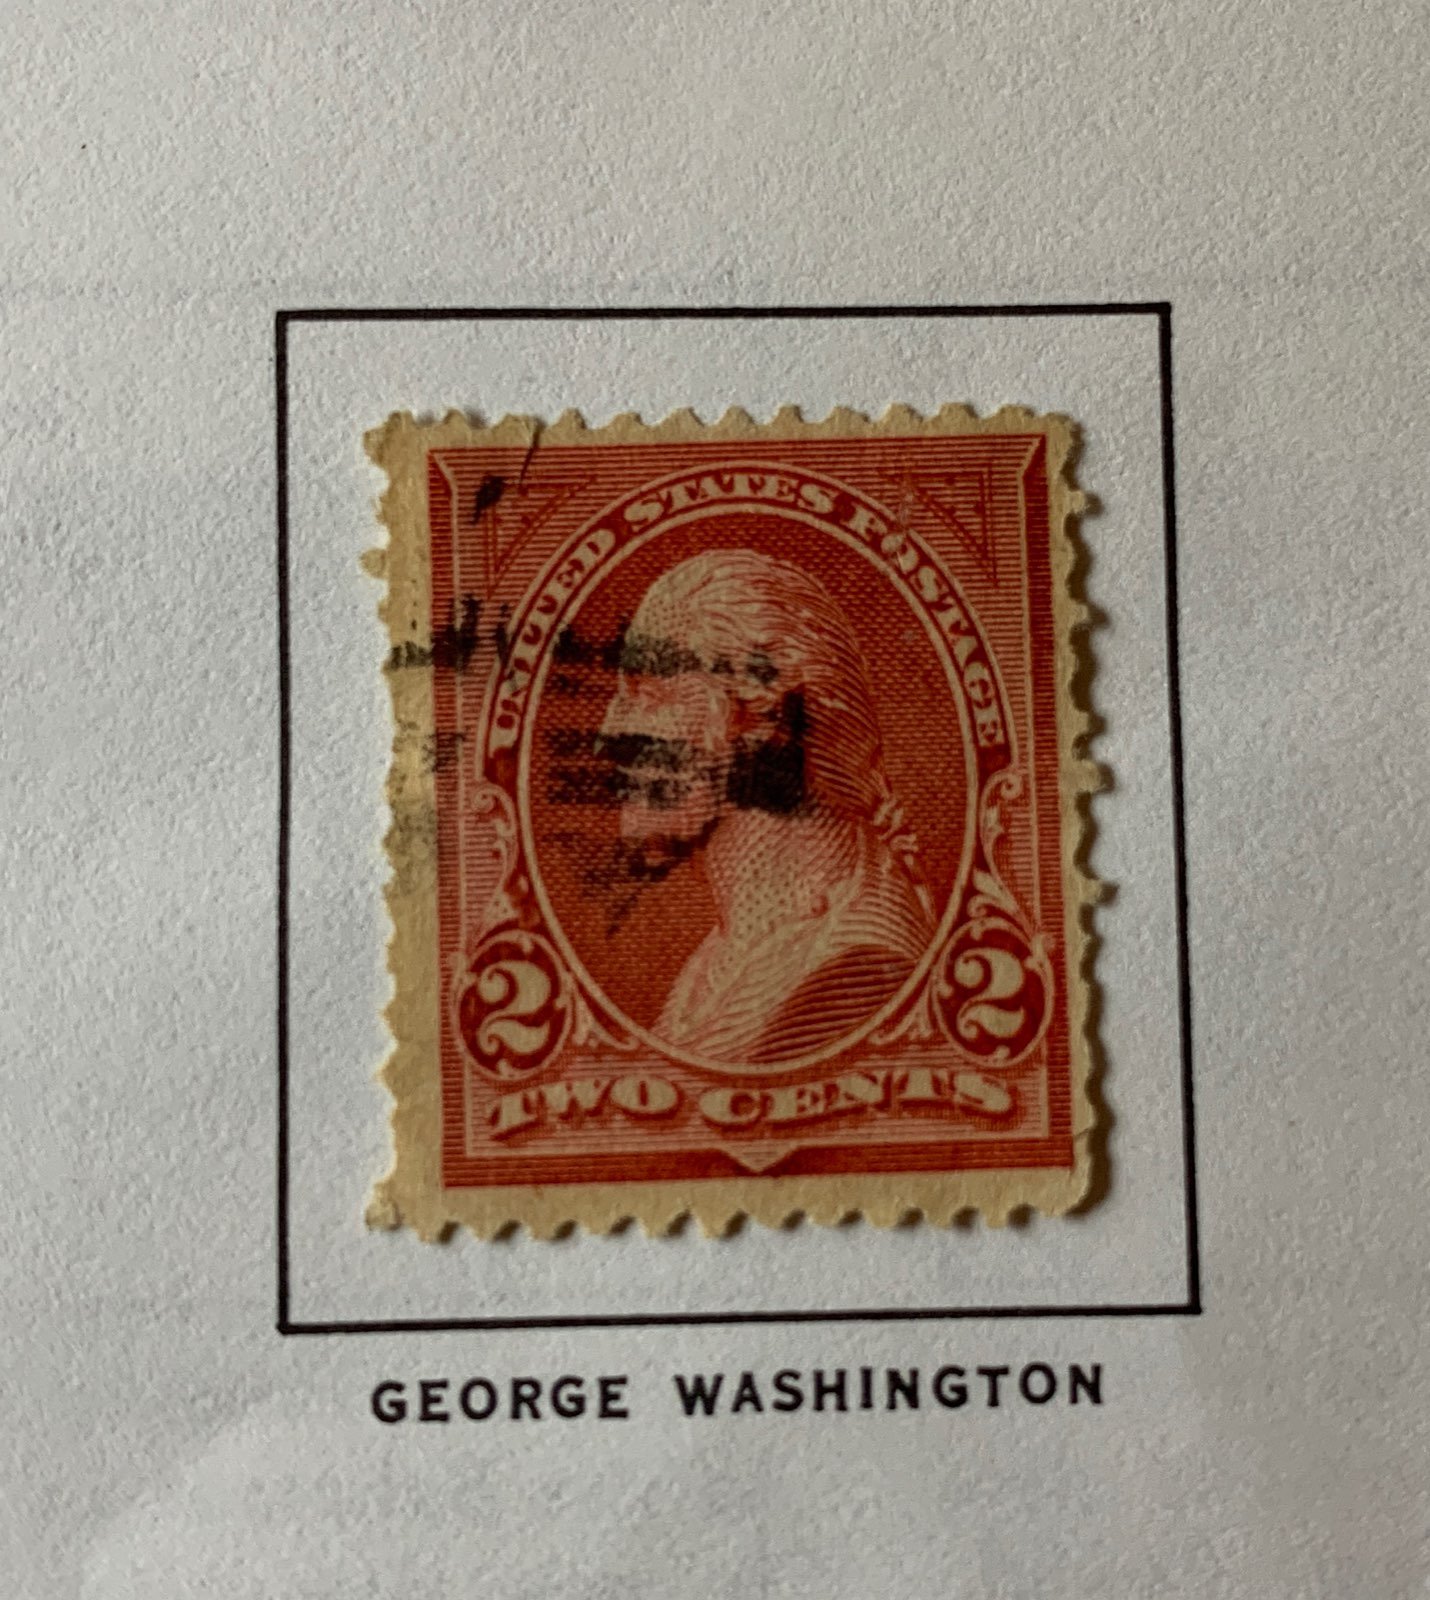 UNITED STATES POSTAGE
2 2
TWO CENTS
GEORGE WASHINGTON